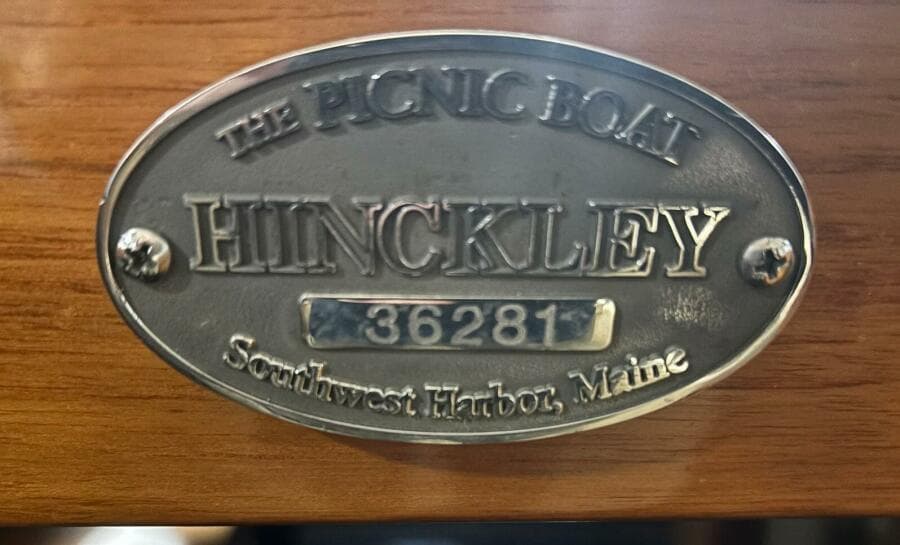 THE PICNIC BOAT
HINCKLEY
36281
Southwest Harbor, Maine